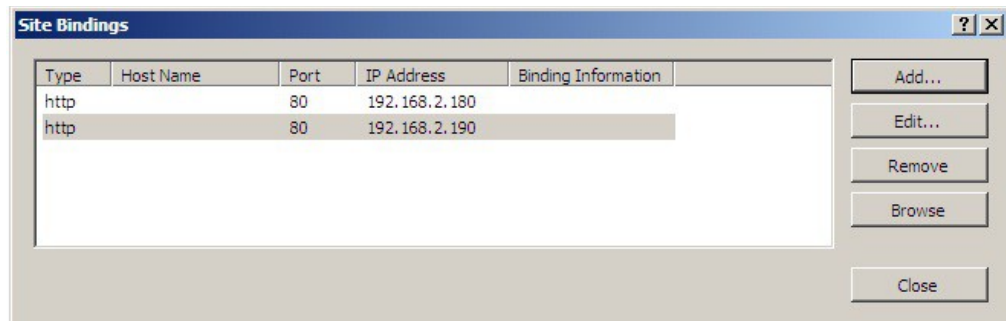 Site Bindings
Type Host Name Port IP Address Binding Information
http 80 192.168.2.180
http 80 192.168.2.190
Add...
Edit...
Remove
Browse
Close